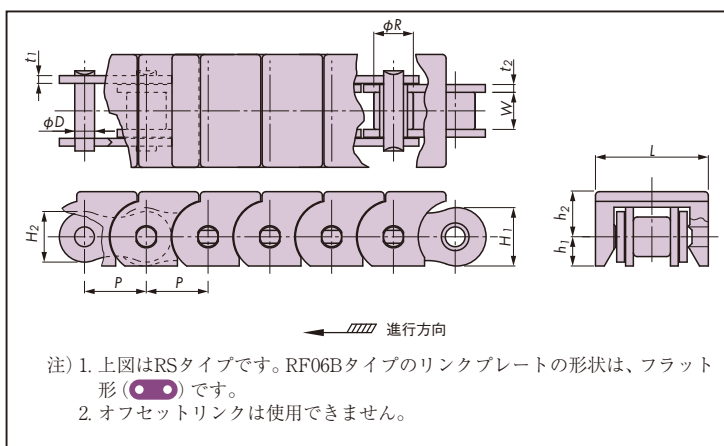 t1
φD
φR
t2
W
L
H2
H1
h2
h1
P
P
進行方向
注) 1. 上図はRSタイプです。RF06Bタイプのリンクプレートの形状は、フラット
形( )です。
2. オフセットリンクは使用できません。